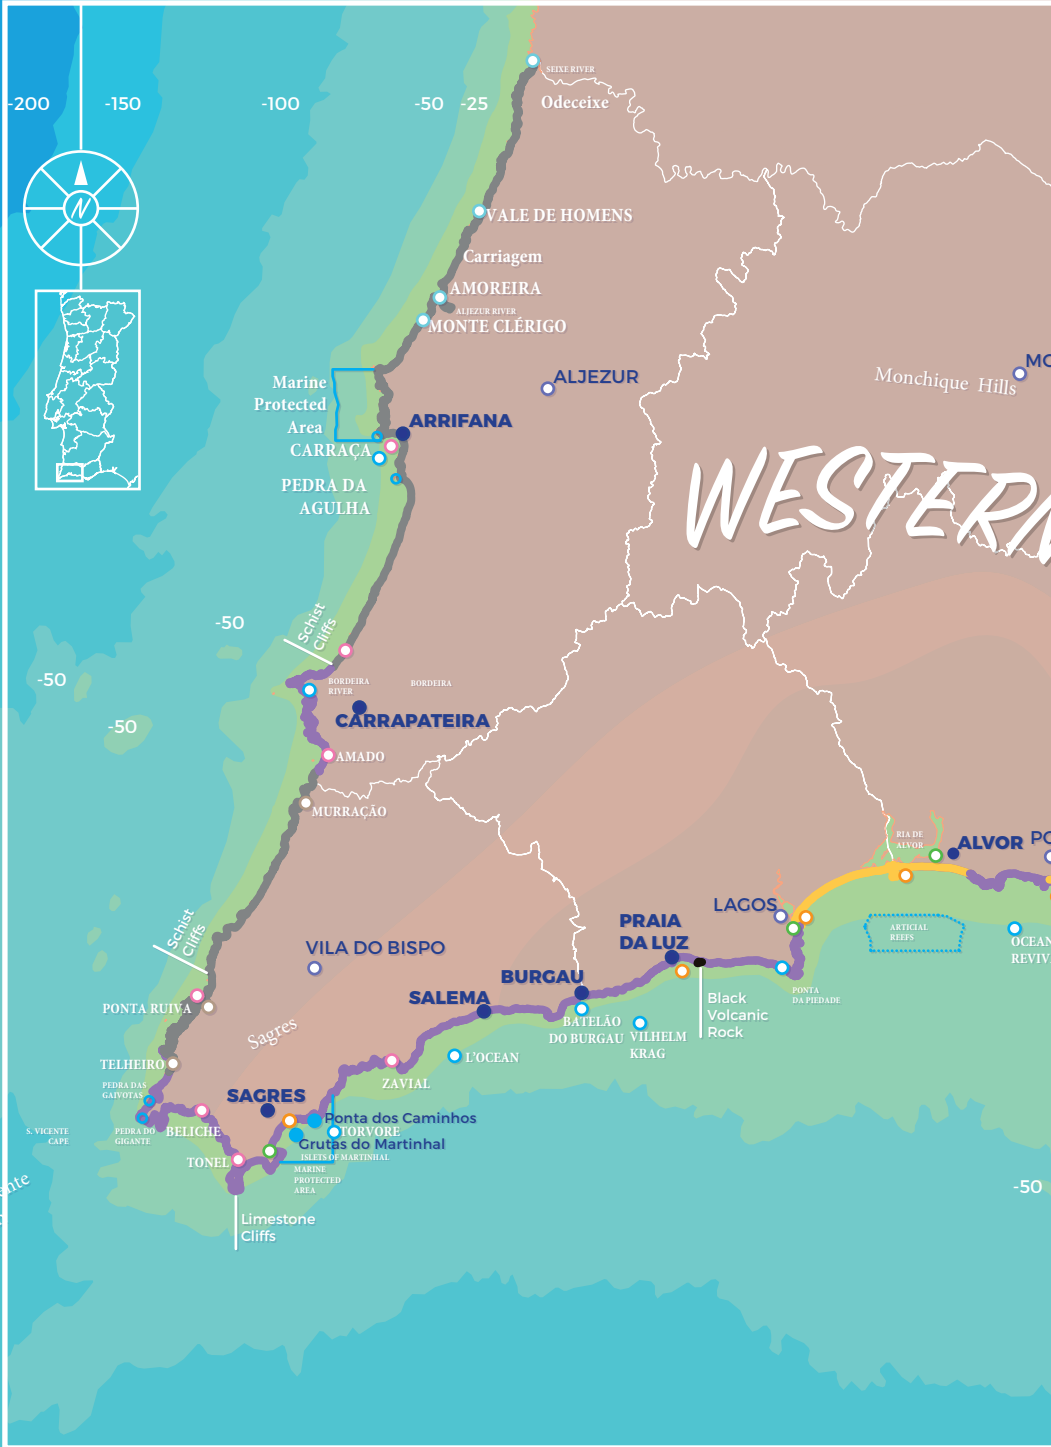 SEIXE RIVER
-200
-150
-100
-50
-25
Odeceixe
N
VALE DE HOMENS
Carriagem
AMOREIRA
ALJEZUR RIVER
MONTE CLÉRIGO
Marine
Protected
Area
ALJEZUR
MO
Monchique Hills
ARRIFANA
CARRAÇA
PEDRA DA
AGULHA
WESTERN
-50
Schist
Cliffs
-50
BORDEIRA
RIVER
BORDEIRA
CARRAPATEIRA
-50
AMADO
MURRAÇÃO
RIA DE
ALVOR
ALVOR
PO
LAGOS
PRAIA
DA LUZ
ARTICIAL
REEFS
OCEAN
REVIV
Schist
Cliffs
VILA DO BISPO
BURGAU
SALEMA
PONTA
DA PIEDADE
Black
Volcanic
Rock
PONTA RUIVA
BATELÃO
DO BURGAU
VILHELM
KRAG
Sagres
L'OCEAN
TELHEIRO
ZAVIAL
PEDRA DAS
GAIVOTAS
SAGRES
Ponta dos Caminhos
S. VICENTE
CAPE
PEDRA DO
GIGANTE
BELICHE
TORVORE
Grutas do Martinhal
ISLETS OF MARTINHAL
TONEL
MARINE
PROTECTED
AREA
nte
-50
Limestone
Cliffs